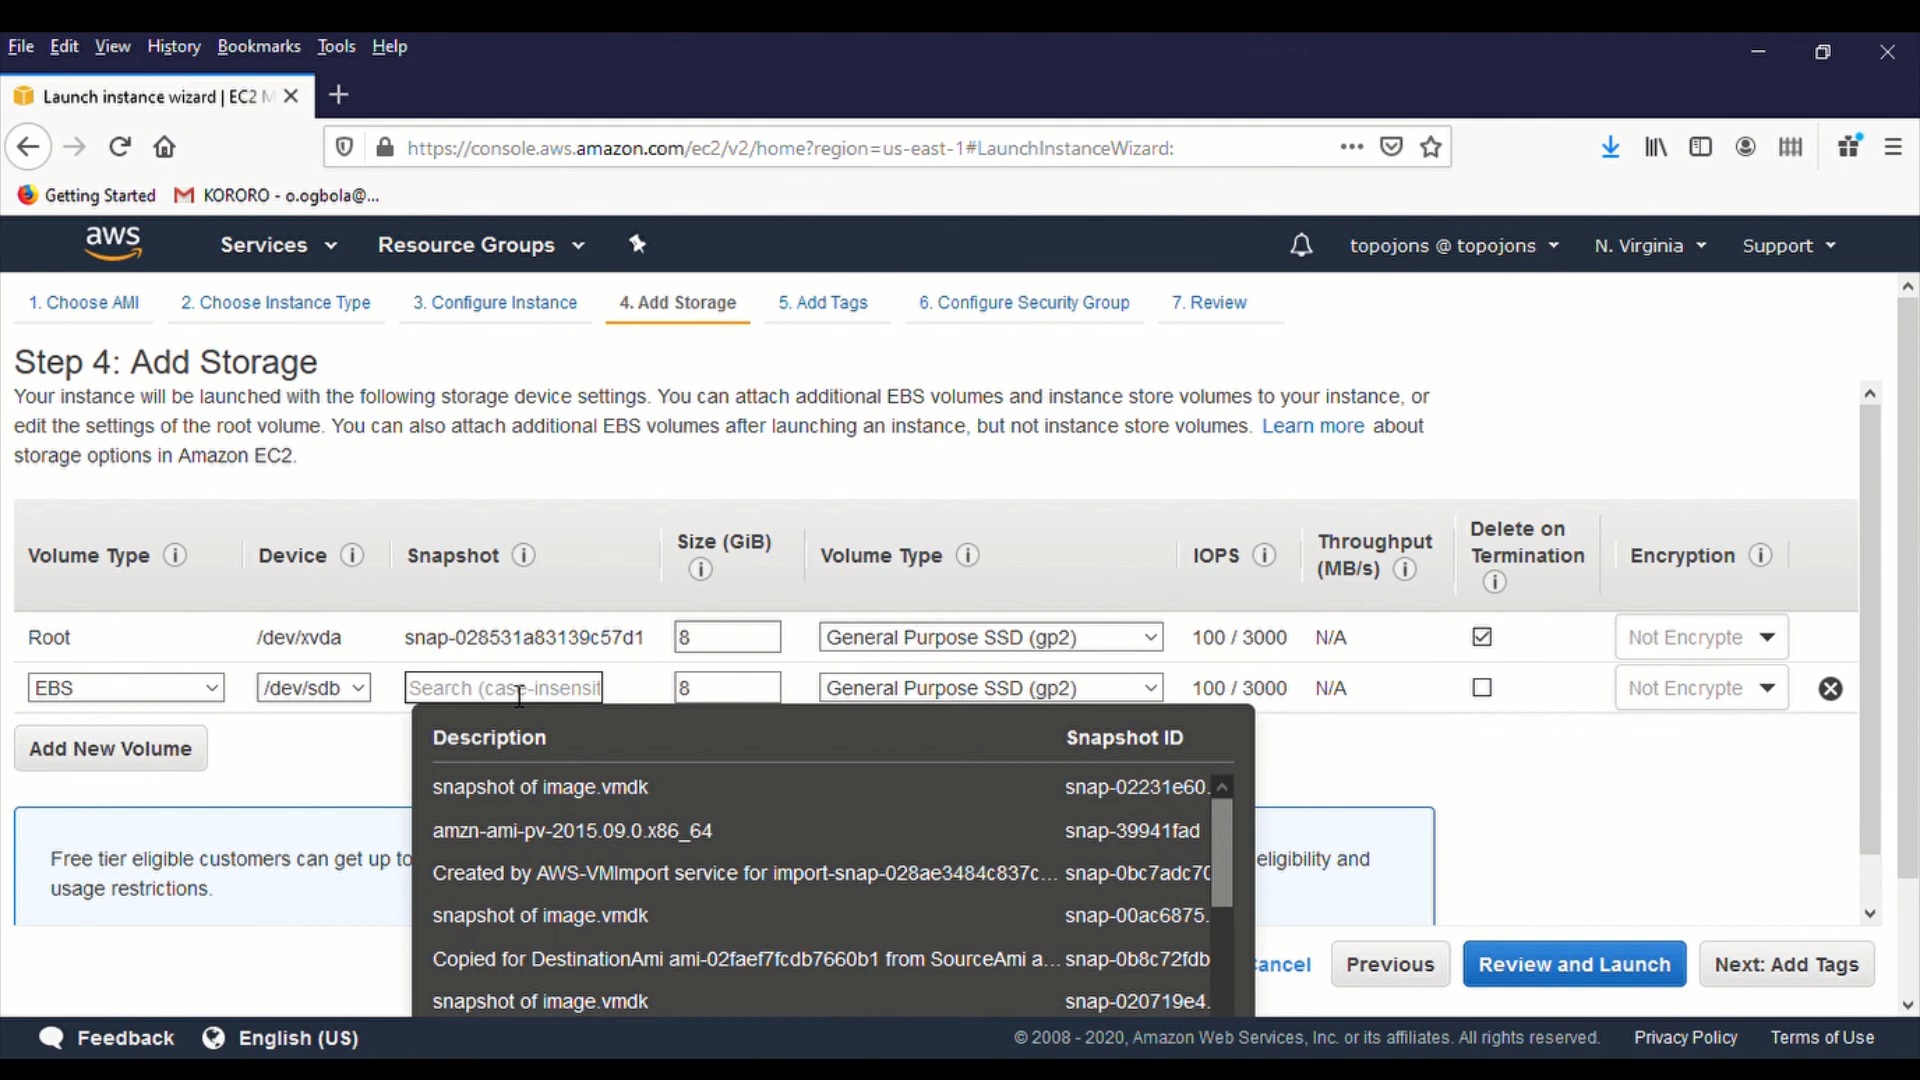 File Edit View History Bookmarks Tools Help
Launch instance wizard | EC2 M
https://console.aws.amazon.com/ec2/v2/home?region=us-east-1#LaunchInstanceWizard:
Getting Started KORORO - o.ogbola@...
aws Services Resource Groups topojons @ topojons N. Virginia Support
1. Choose AMI 2. Choose Instance Type 3. Configure Instance 4. Add Storage 5. Add Tags 6. Configure Security Group 7. Review
Step 4: Add Storage
Your instance will be launched with the following storage device settings. You can attach additional EBS volumes and instance store volumes to your instance, or
edit the settings of the root volume. You can also attach additional EBS volumes after launching an instance, but not instance store volumes. Learn more about
storage options in Amazon EC2.
Volume Type Device Snapshot Size (GiB) Volume Type IOPS Throughput (MB/s) Delete on Termination Encryption
Root /dev/xvda snap-028531a83139c57d1 8 General Purpose SSD (gp2) 100 / 3000 N/A Not Encrypte
EBS /dev/sdb Search (case-insensit 8 General Purpose SSD (gp2) 100 / 3000 N/A Not Encrypte
Add New Volume
Description Snapshot ID
snapshot of image.vmdk snap-02231e60.
amzn-ami-pv-2015.09.0.x86_64 snap-39941fad
Created by AWS-VMImport service for import-snap-028ae3484c837c... snap-0bc7adc70
snapshot of image.vmdk snap-00ac6875.
Copied for DestinationAmi ami-02faef7fcdb7660b1 from SourceAmi a... snap-0b8c72fdb
snapshot of image.vmdk snap-020719e4.
Free tier eligible customers can get up to eligibility and
usage restrictions.
Cancel Previous Review and Launch Next: Add Tags
Feedback English (US) © 2008 - 2020, Amazon Web Services, Inc. or its affiliates. All rights reserved. Privacy Policy Terms of Use